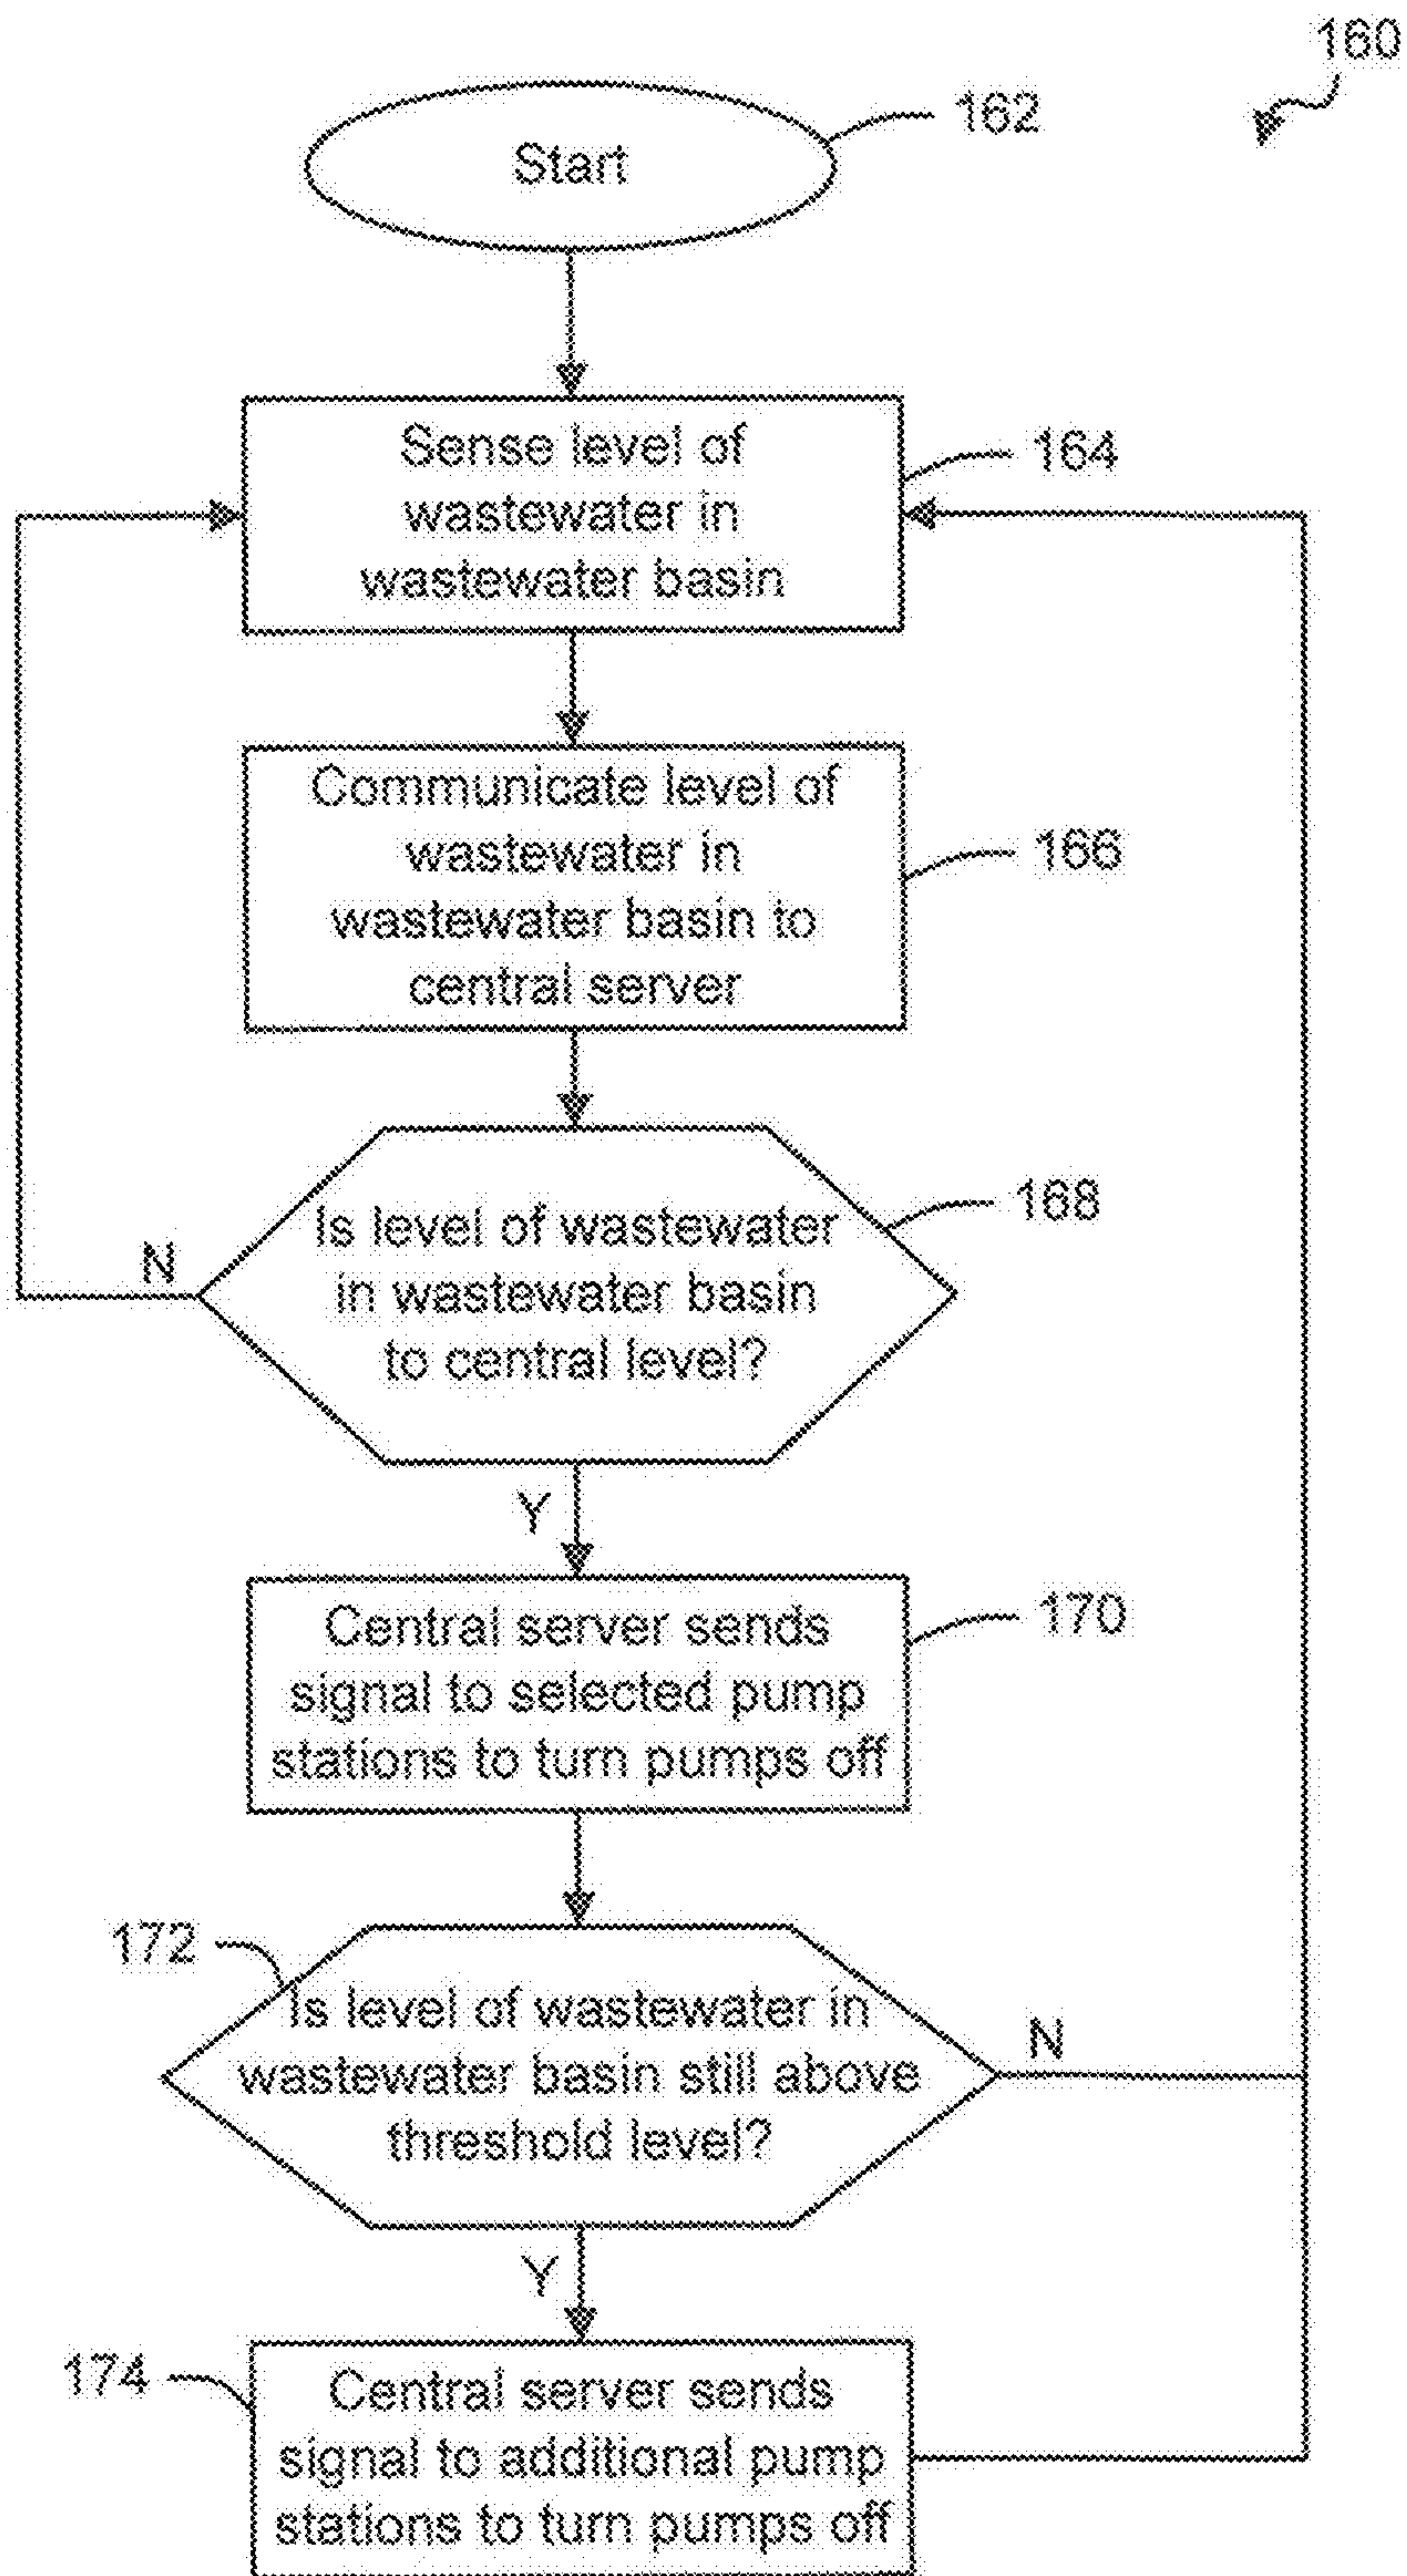 160
162
Start
Sense level of
wastewater in
wastewater basin
164
Communicate level of
wastewater in
wastewater basin to
central server
166
Is level of wastewater
in wastewater basin
to central level?
168
N
Y
Central server sends
signal to selected pump
stations to turn pumps off
170
172
Is level of wastewater in
wastewater basin still above
threshold level?
N
Y
174
Central server sends
signal to additional pump
stations to turn pumps off